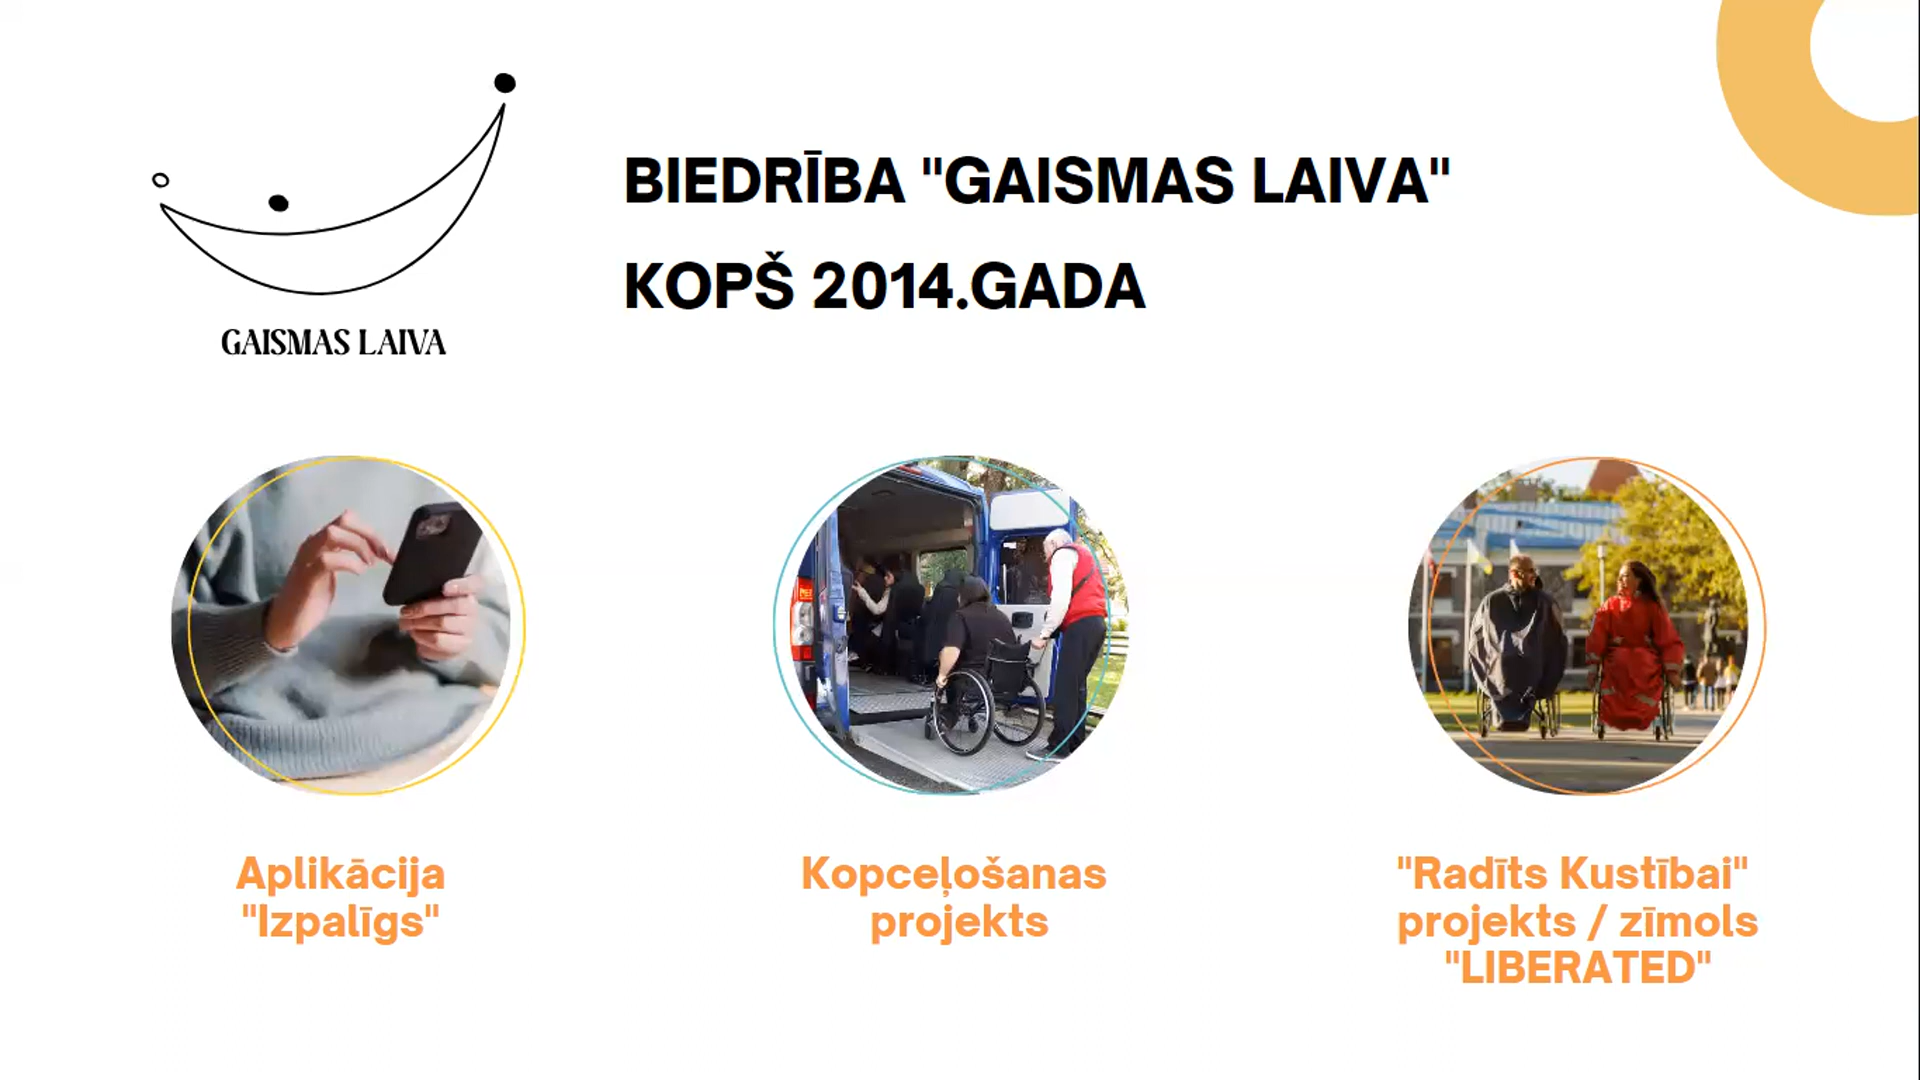 GAISMAS LAIVA
BIEDRĪBA "GAISMAS LAIVA"
KOPŠ 2014.GADA
Aplikācija
"Izpalīgs"
Kopceļošanas
projekts
"Radīts Kustībai"
projekts / zīmols
"LIBERATED"